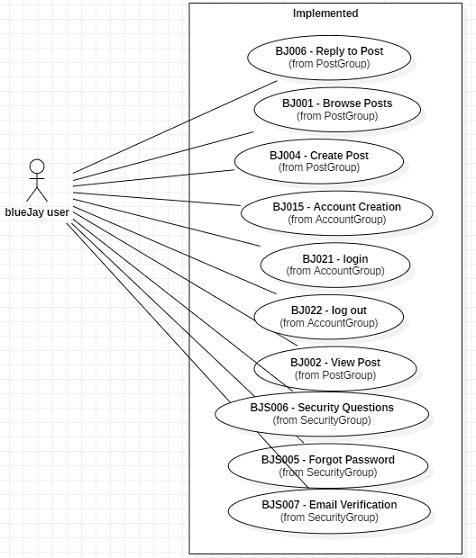 Implemented
BJ006 - Reply to Post
(from PostGroup)
BJ001 - Browse Posts
(from PostGroup)
BJ004 - Create Post
(from PostGroup)
blueJay user
BJ015 - Account Creation
(from AccountGroup)
BJ021 - login
(from AccountGroup)
BJ022 - log out
(from AccountGroup)
BJ002 - View Post
(from PostGroup)
BJS006 - Security Questions
(from SecurityGroup)
BJS005 - Forgot Password
(from SecurityGroup)
BJS007 - Email Verification
(from SecurityGroup)